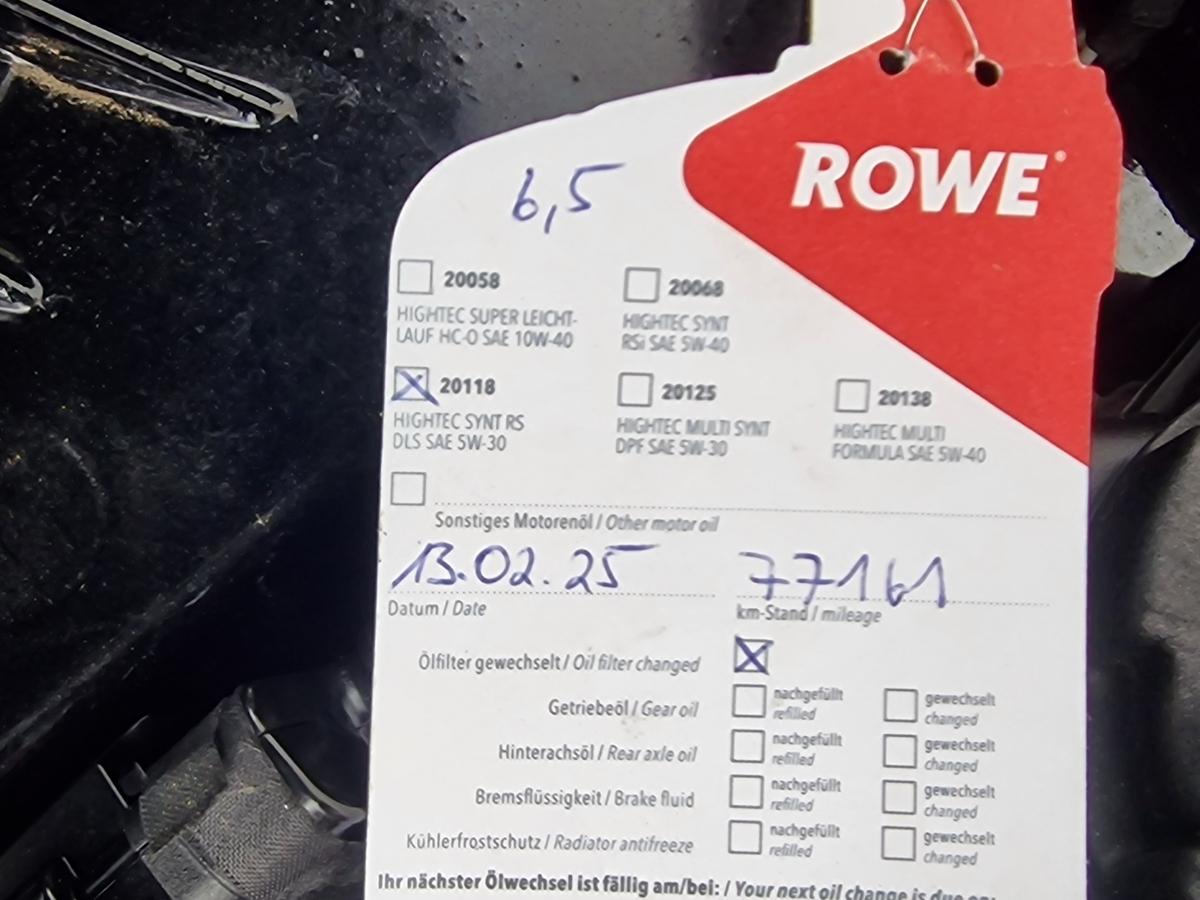 ROWE
6,5
20058
HIGHTEC SUPER LEICHT-
LAUF HC-O SAE 10W-40
20068
HIGHTEC SYNT
RSi SAE 5W-40
20118
HIGHTEC SYNT RS
DLS SAE 5W-30
20125
HIGHTEC MULTI SYNT
DPF SAE 5W-30
20138
HIGHTEC MULTI
FORMULA SAE 5W-40
Sonstiges Motorenöl / Other motor oil
13.02.25
Datum / Date
77161
km-Stand / mileage
Ölfilter gewechselt / Oil filter changed
Getriebeöl / Gear oil
nachgefüllt
refilled
gewechselt
changed
Hinterachsöl / Rear axle oil
nachgefüllt
refilled
gewechselt
changed
Bremsflüssigkeit / Brake fluid
nachgefüllt
refilled
gewechselt
changed
Kühlerfrostschutz / Radiator antifreeze
nachgefüllt
refilled
gewechselt
changed
Ihr nächster Ölwechsel ist fällig am/bei: / Your next oil change is due on: